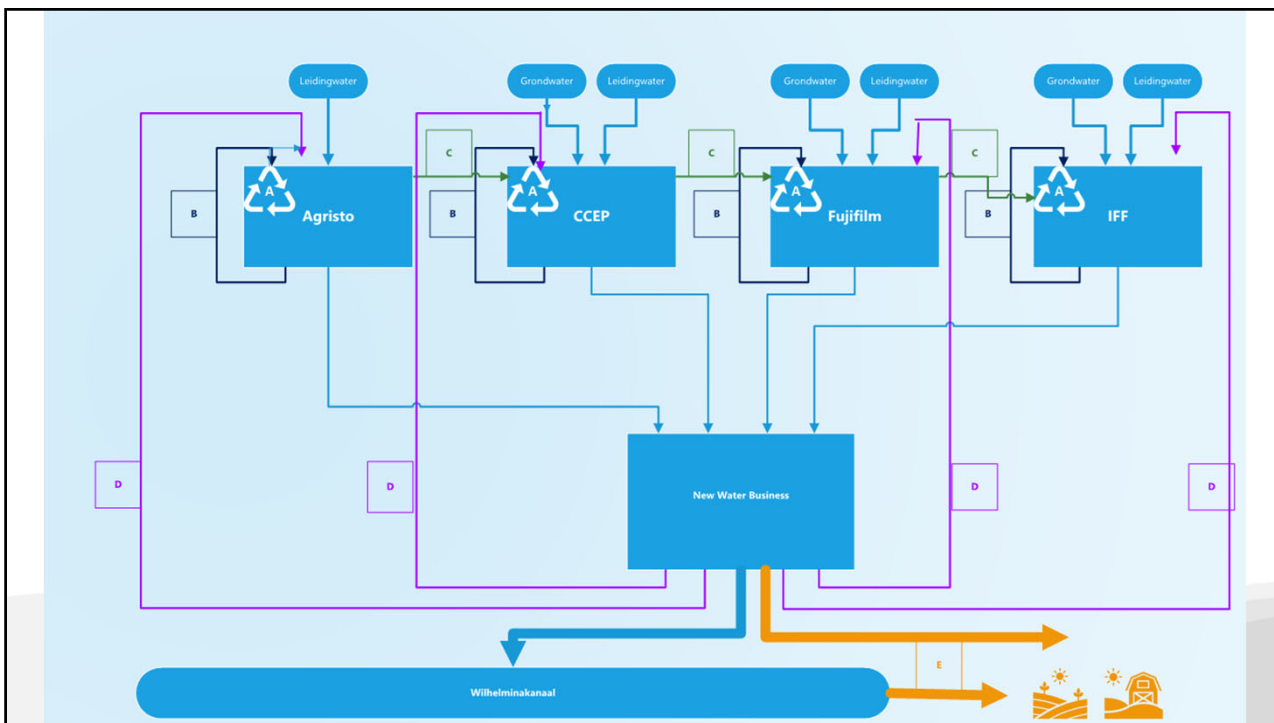 Leidingwater
Grondwater
Leidingwater
Grondwater
Leidingwater
Grondwater
Leidingwater
C
C
C
A
A
A
A
B
Agristo
B
CCEP
B
Fujifilm
B
IFF
D
D
New Water Business
D
D
E
Wilhelminakanaal